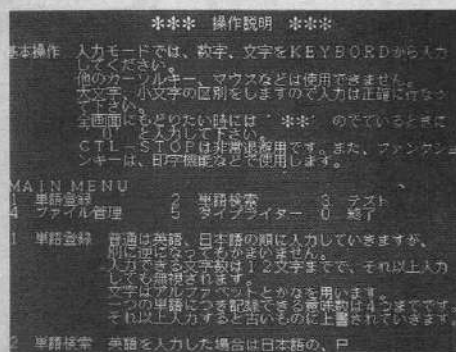 *** 操作説明 ***
基本操作 入力モードでは、数字、文字をKEYBORDから入力
してください。
他のカーソルキー、マウスなどは使用できません。
大文字、小文字の区別をしますので入力は正確に行なっ
て下さい。
全画面にもどりたい時には '**' のでているときに
と入力して下さい。
CTL-STOPは非常退避用です。また、ファンクショ
ンキーは、印字機能などで使用します。
MAIN MENU
1 単語登録 2 単語検索 3 テスト
4 ファイル管理 5 タイプライター 0 終了
1 単語登録 普通は英語、日本語の順に入力していきますが、
別に逆になってもかまいません。
入力できる文字数は12文字までで、それ以上入力
しても無視されます。
文字はアルファベットとかなを用います
一つの単語につき記録できる意味数は4つまでです。
それ以上入力すると古いものに上書されていきます。
2 単語検索 英語を入力した場合は日本語の、P